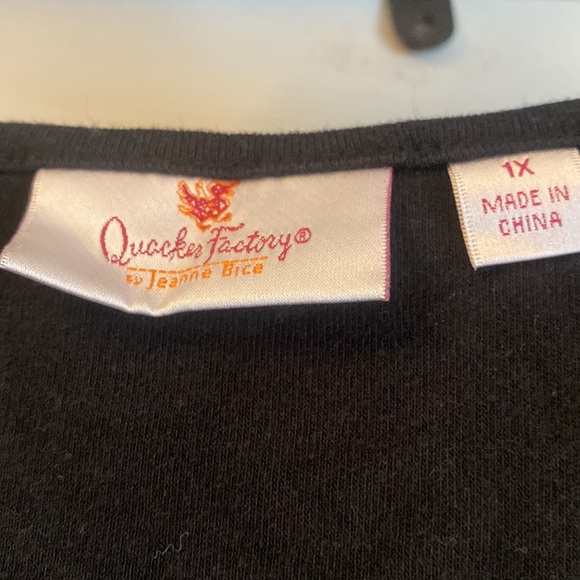 Quacker Factory®
by Jeanne Bice
1X
MADE IN
CHINA